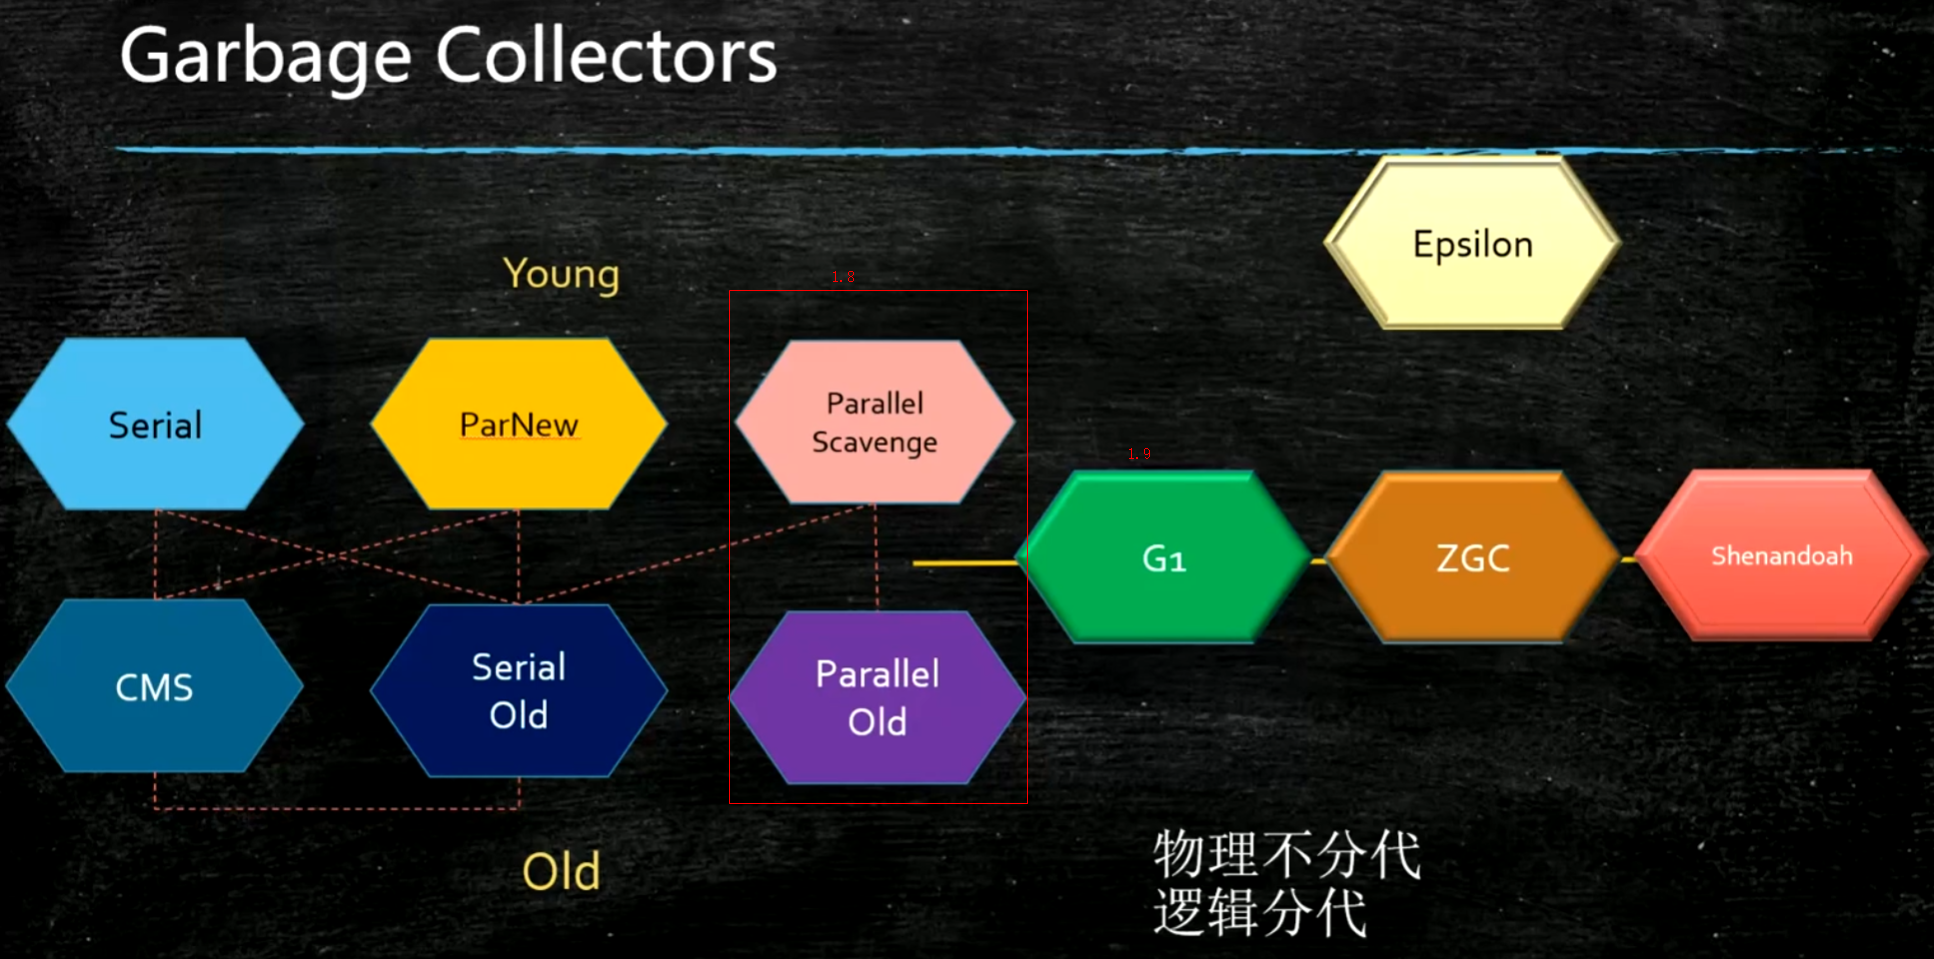 Garbage Collectors
Epsilon
Young
1.8
Serial
ParNew
Parallel
Scavenge
1.9
G1
ZGC
Shenandoah
CMS
Serial
Old
Parallel
Old
Old
物理不分代
逻辑分代